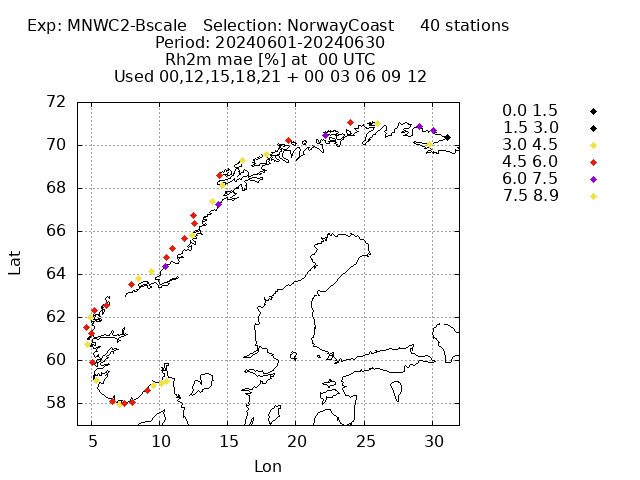 Exp: MNWC2-Bscale   Selection: NorwayCoast     40 stations
Period: 20240601-20240630
Rh2m mae [%] at  00 UTC
Used 00,12,15,18,21 + 00 03 06 09 12
0.0 1.5
1.5 3.0
3.0 4.5
4.5 6.0
6.0 7.5
7.5 8.9
72
70
68
66
64
62
60
58
Lat
5 10 15 20 25 30
Lon